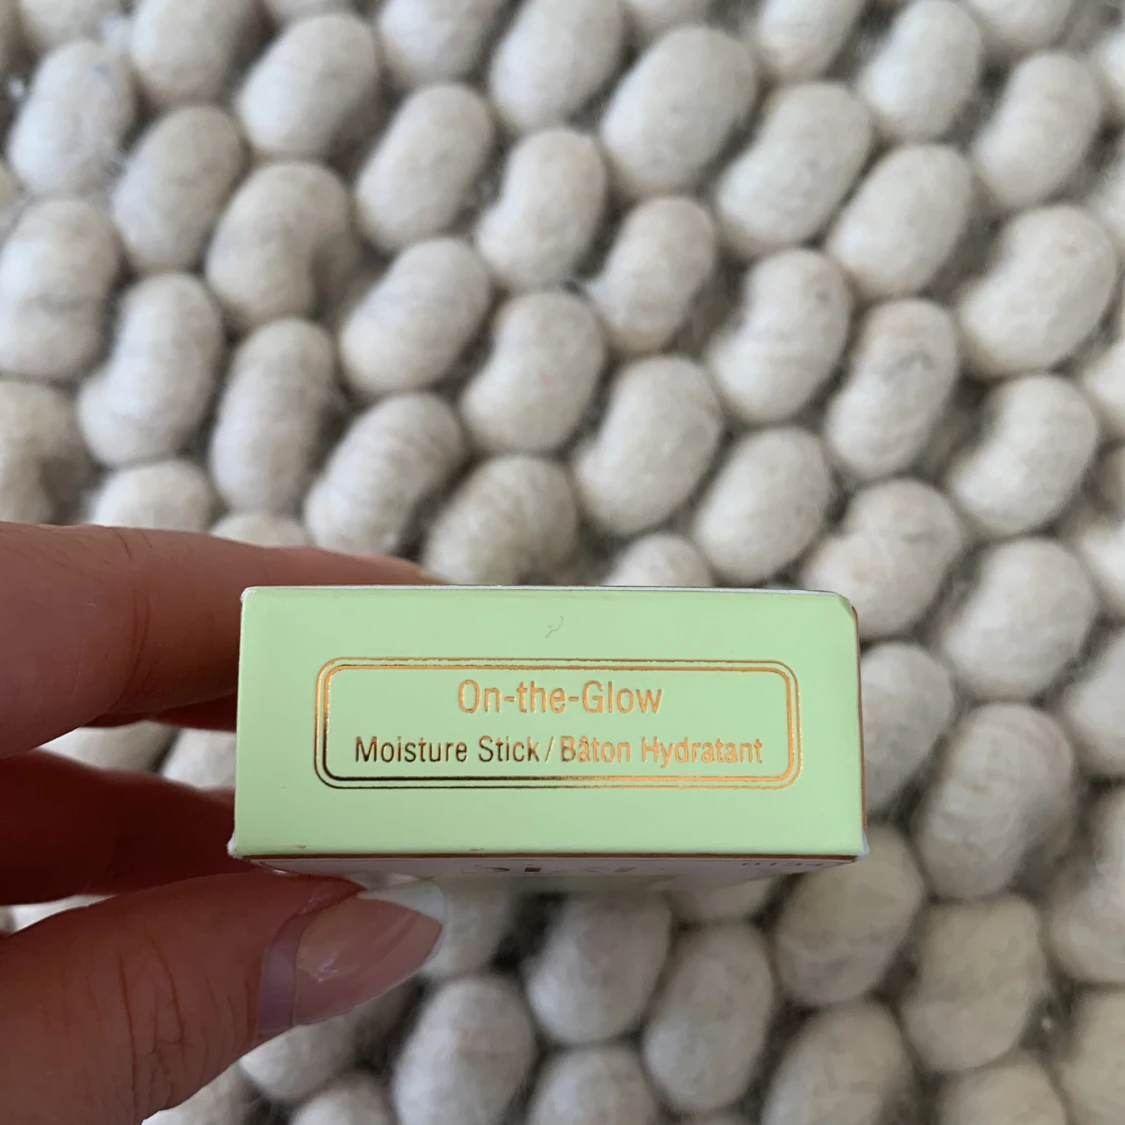 On-the-Glow
Moisture Stick/Bâton Hydratant